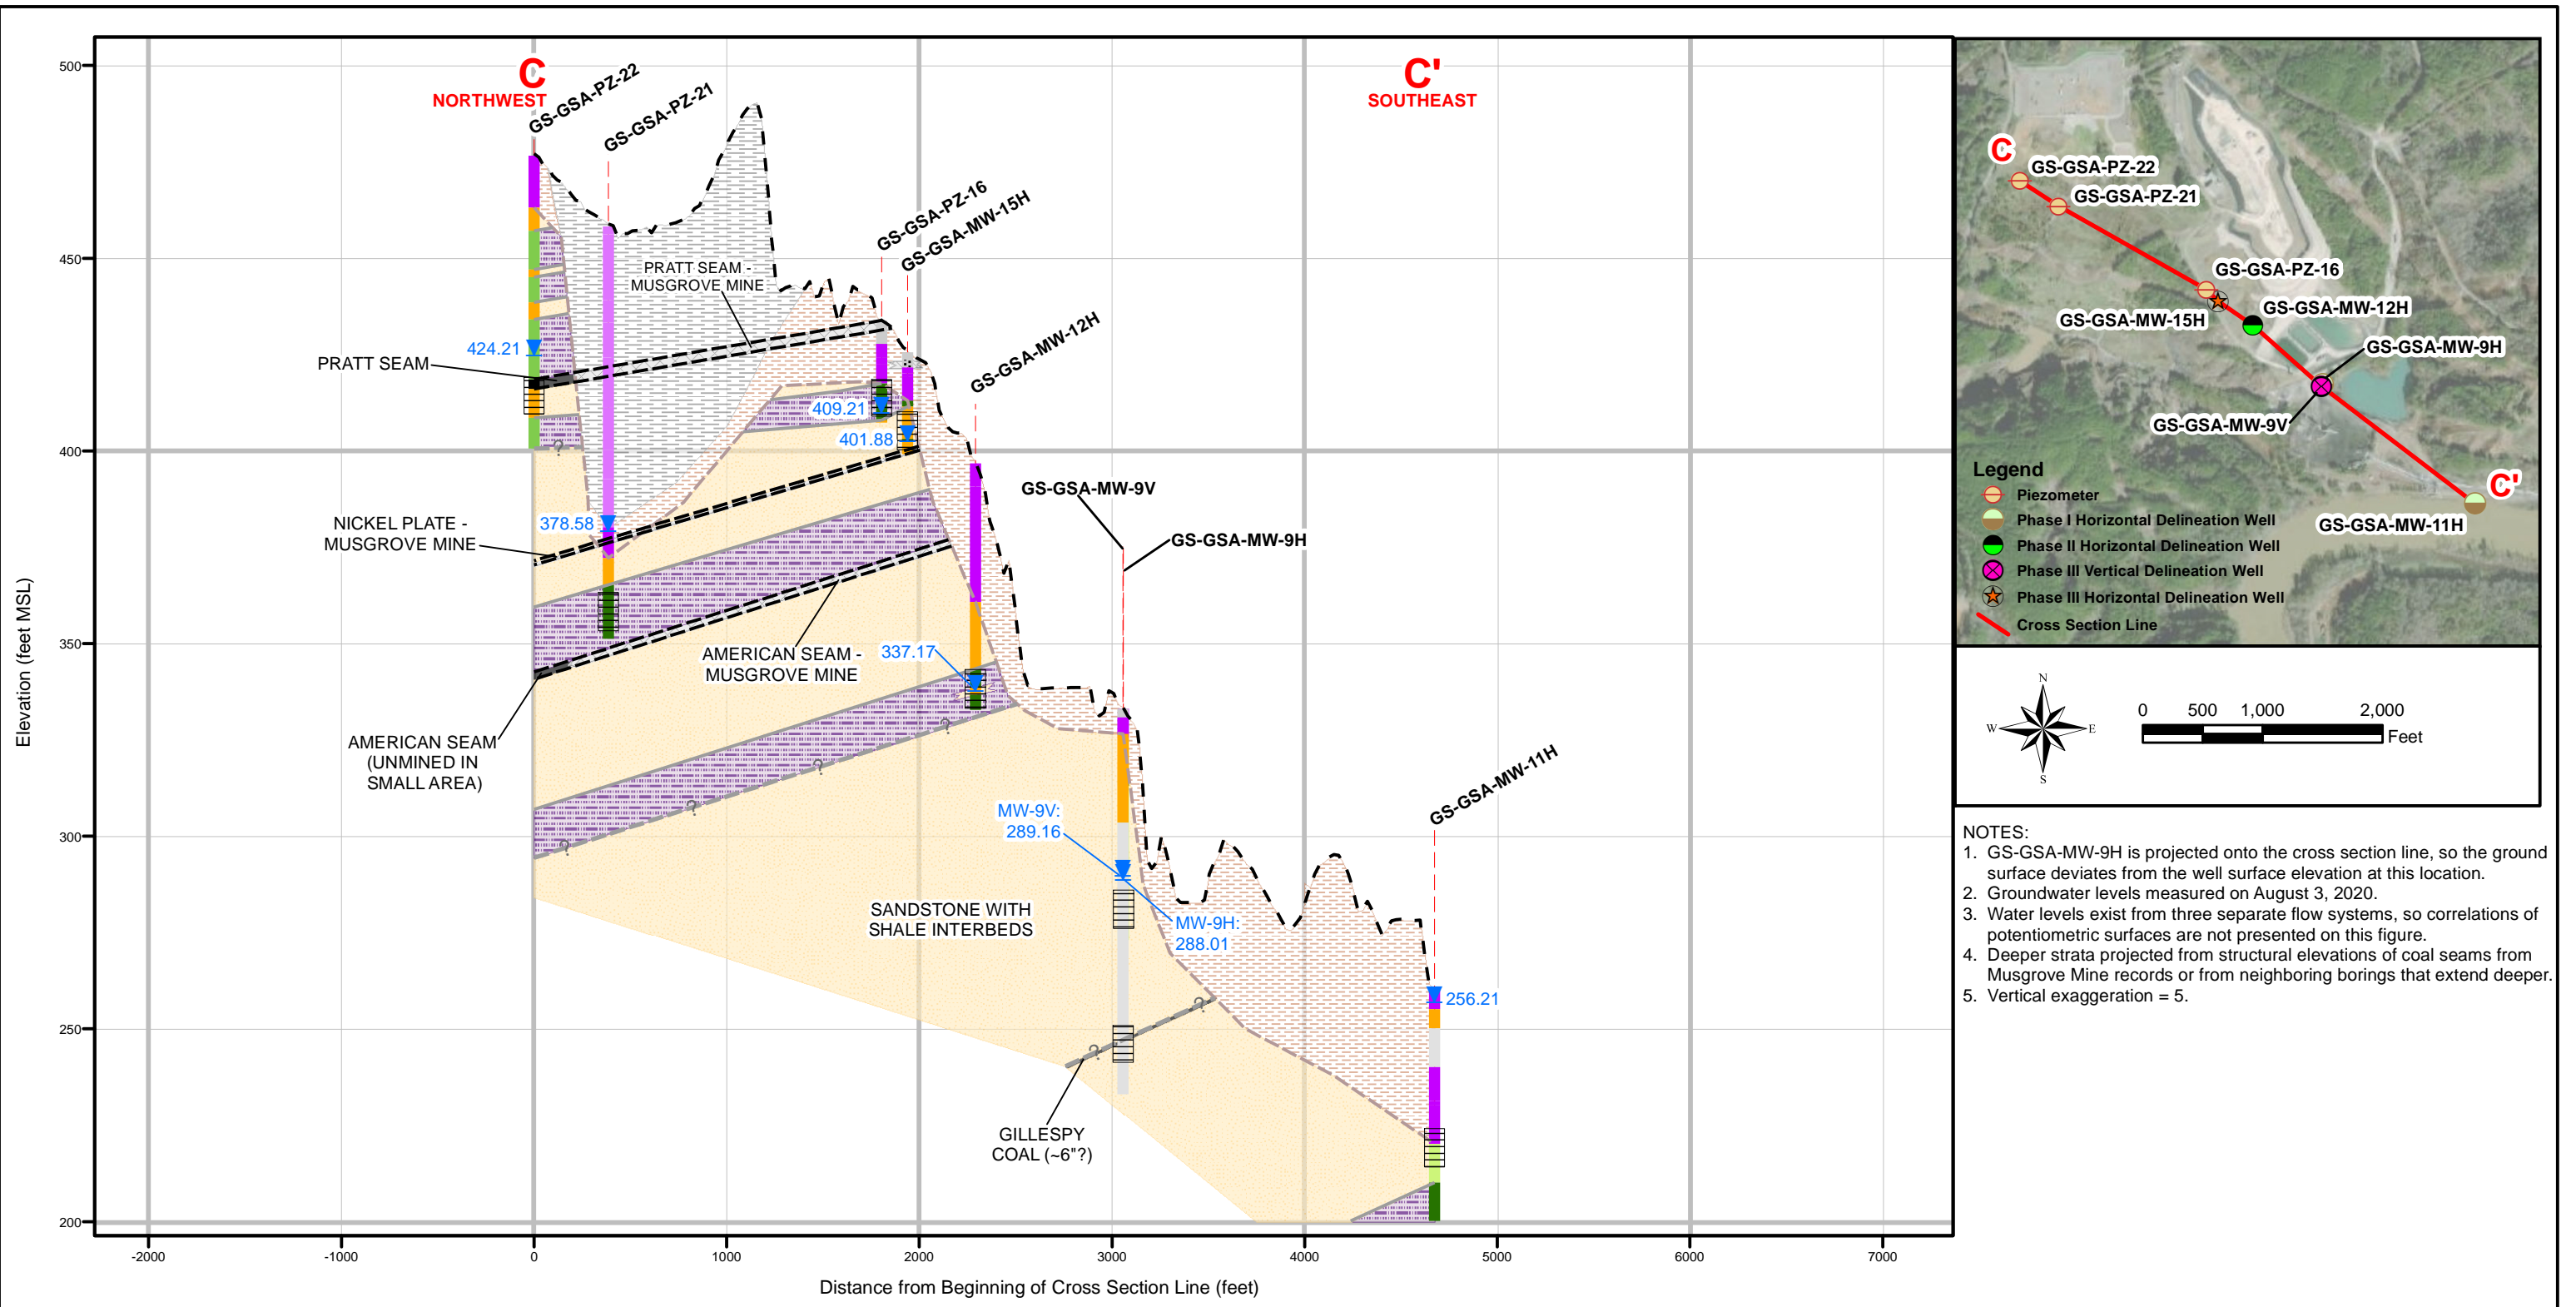 C
NORTHWEST
GS-GSA-PZ-22
GS-GSA-PZ-21
C'
SOUTHEAST
GS-GSA-PZ-16
GS-GSA-MW-15H
GS-GSA-MW-12H
GS-GSA-MW-9V
GS-GSA-MW-9H
GS-GSA-MW-11H
500
450
400
350
300
250
200
Elevation (feet MSL)
-2000
-1000
0
1000
2000
3000
4000
5000
6000
7000
Distance from Beginning of Cross Section Line (feet)
PRATT SEAM -
MUSGROVE MINE
424.21
PRATT SEAM
409.21
401.88
NICKEL PLATE -
MUSGROVE MINE
378.58
AMERICAN SEAM -
MUSGROVE MINE
337.17
AMERICAN SEAM
(UNMINED IN
SMALL AREA)
MW-9V:
289.16
MW-9H:
288.01
SANDSTONE WITH
SHALE INTERBEDS
256.21
GILLESPY
COAL (~6"?)
?
?
?
?
?
?
?
?
C
GS-GSA-PZ-22
GS-GSA-PZ-21
GS-GSA-PZ-16
GS-GSA-MW-12H
GS-GSA-MW-15H
GS-GSA-MW-9H
GS-GSA-MW-9V
C'
GS-GSA-MW-11H
Legend
Piezometer
Phase I Horizontal Delineation Well
Phase II Horizontal Delineation Well
Phase III Vertical Delineation Well
Phase III Horizontal Delineation Well
Cross Section Line
N
W
E
S
0 500 1,000 2,000
Feet
NOTES:
1. GS-GSA-MW-9H is projected onto the cross section line, so the ground
surface deviates from the well surface elevation at this location.
2. Groundwater levels measured on August 3, 2020.
3. Water levels exist from three separate flow systems, so correlations of
potentiometric surfaces are not presented on this figure.
4. Deeper strata projected from structural elevations of coal seams from
Musgrove Mine records or from neighboring borings that extend deeper.
5. Vertical exaggeration = 5.